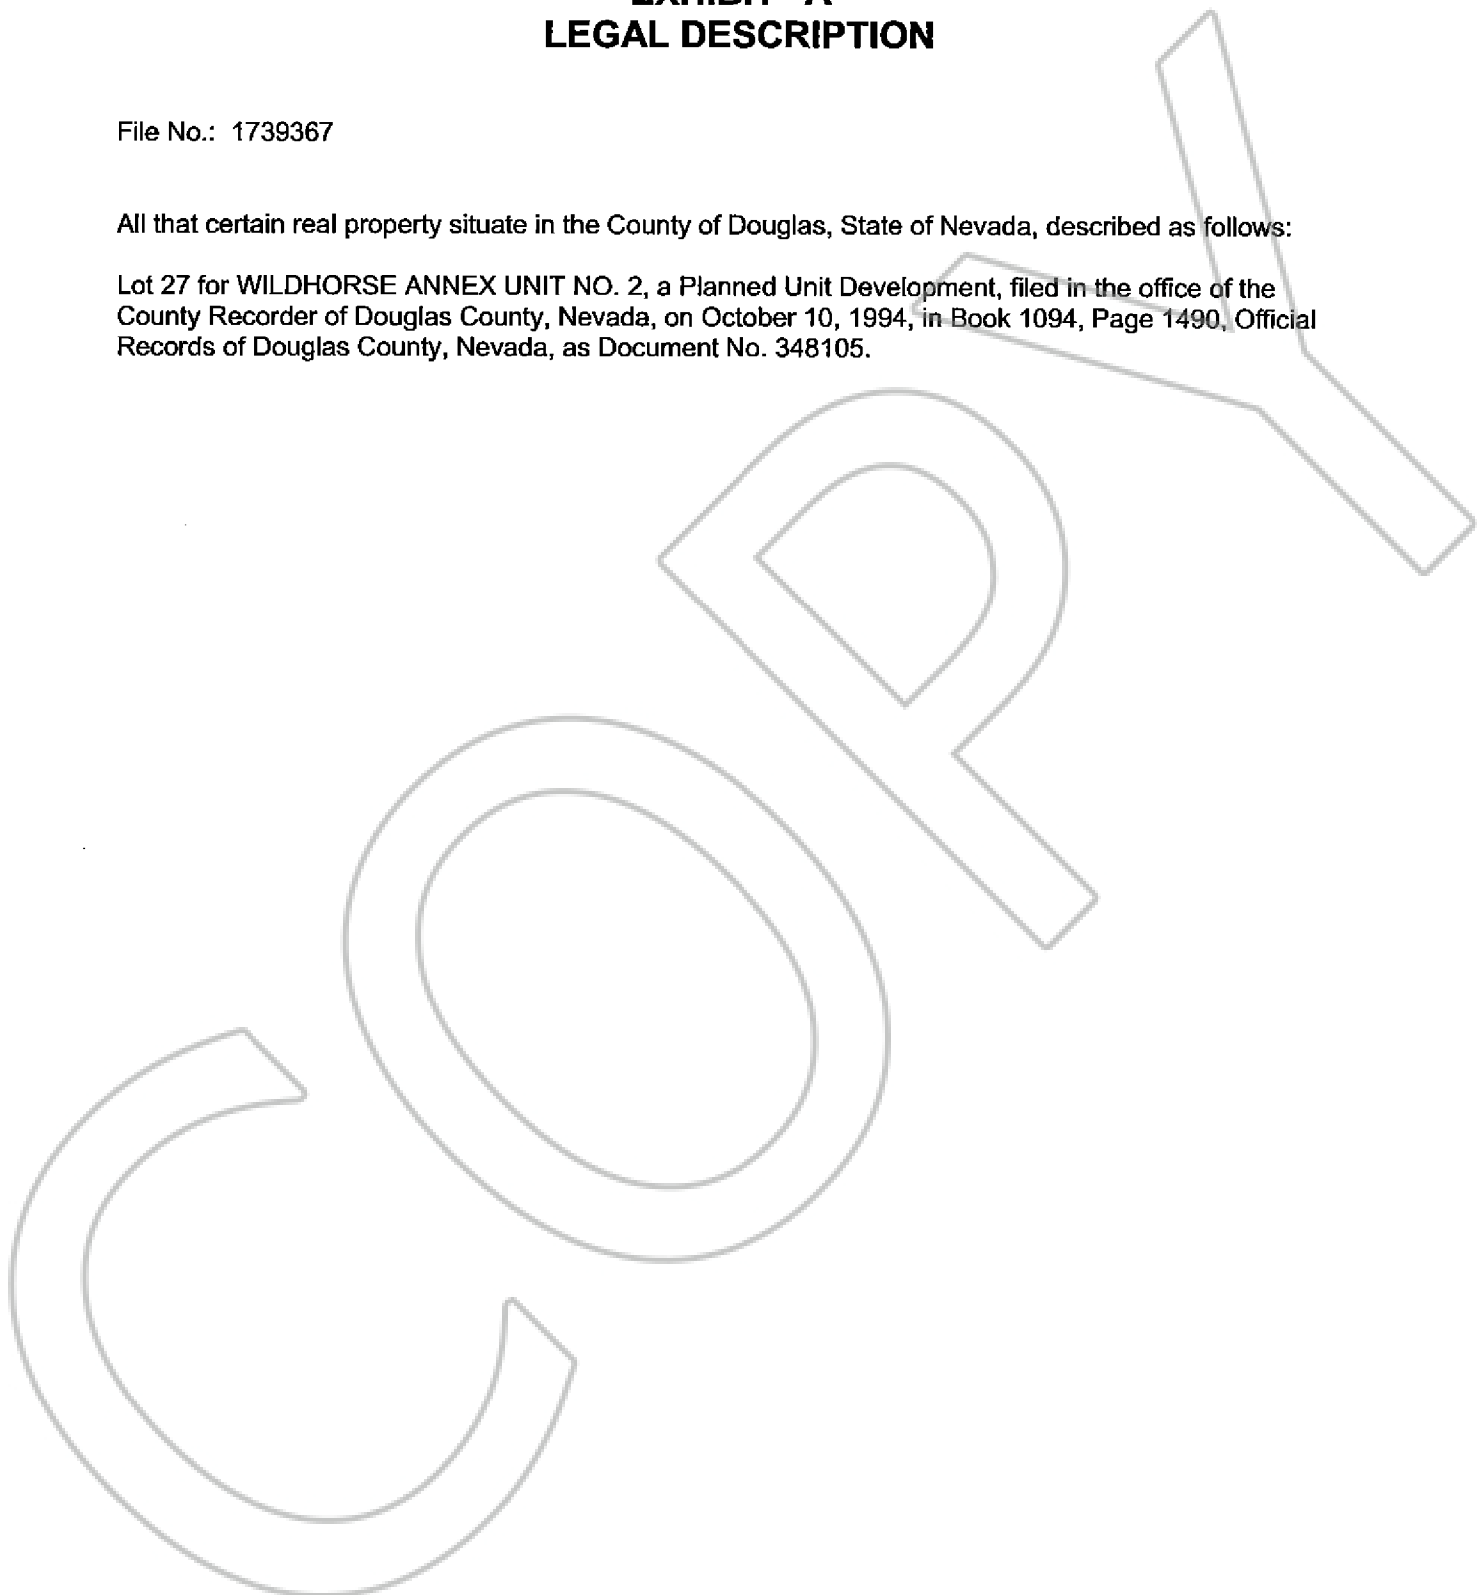 EXHIBIT "A"
LEGAL DESCRIPTION
File No.: 1739367
All that certain real property situate in the County of Douglas, State of Nevada, described as follows:
Lot 27 for WILDHORSE ANNEX UNIT NO. 2, a Planned Unit Development, filed in the office of the
County Recorder of Douglas County, Nevada, on October 10, 1994, in Book 1094, Page 1490, Official
Records of Douglas County, Nevada, as Document No. 348105.
COPY